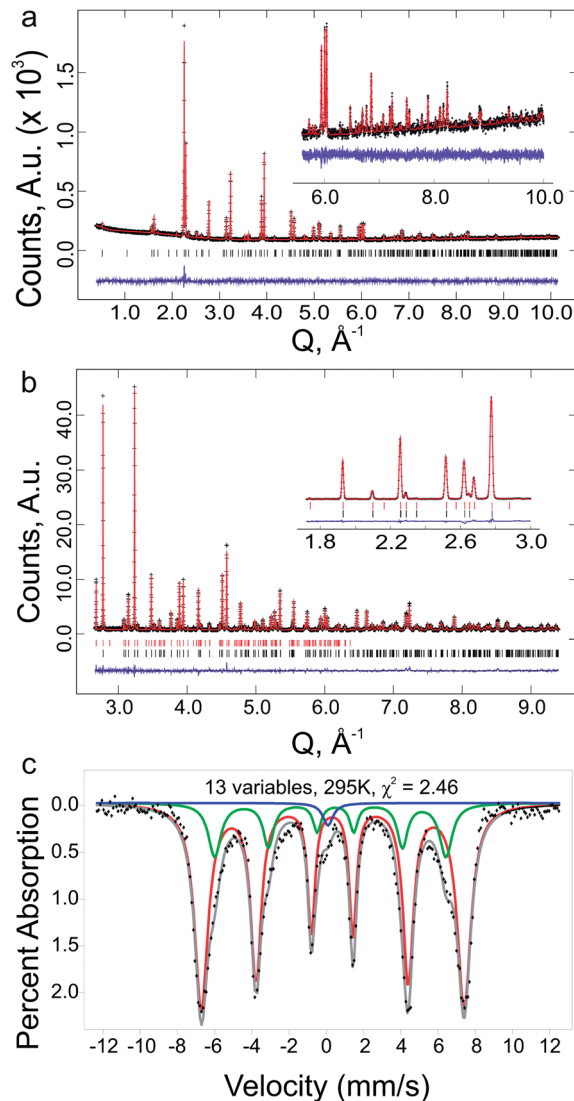 a
Counts, A.u. (x 10³)
1.5
1.0
0.5
0.0
6.0 8.0 10.0
1.0 2.0 3.0 4.0 5.0 6.0 7.0 8.0 9.0 10.0
Q, Å⁻¹
b
Counts, A.u.
40.0
30.0
20.0
10.0
0.0
1.8 2.2 2.6 3.0
3.0 4.0 5.0 6.0 7.0 8.0 9.0
Q, Å⁻¹
c
13 variables, 295K, χ² = 2.46
Percent Absorption
0.0
0.5
1.0
1.5
2.0
-12 -10 -8 -6 -4 -2 0 2 4 6 8 10 12
Velocity (mm/s)